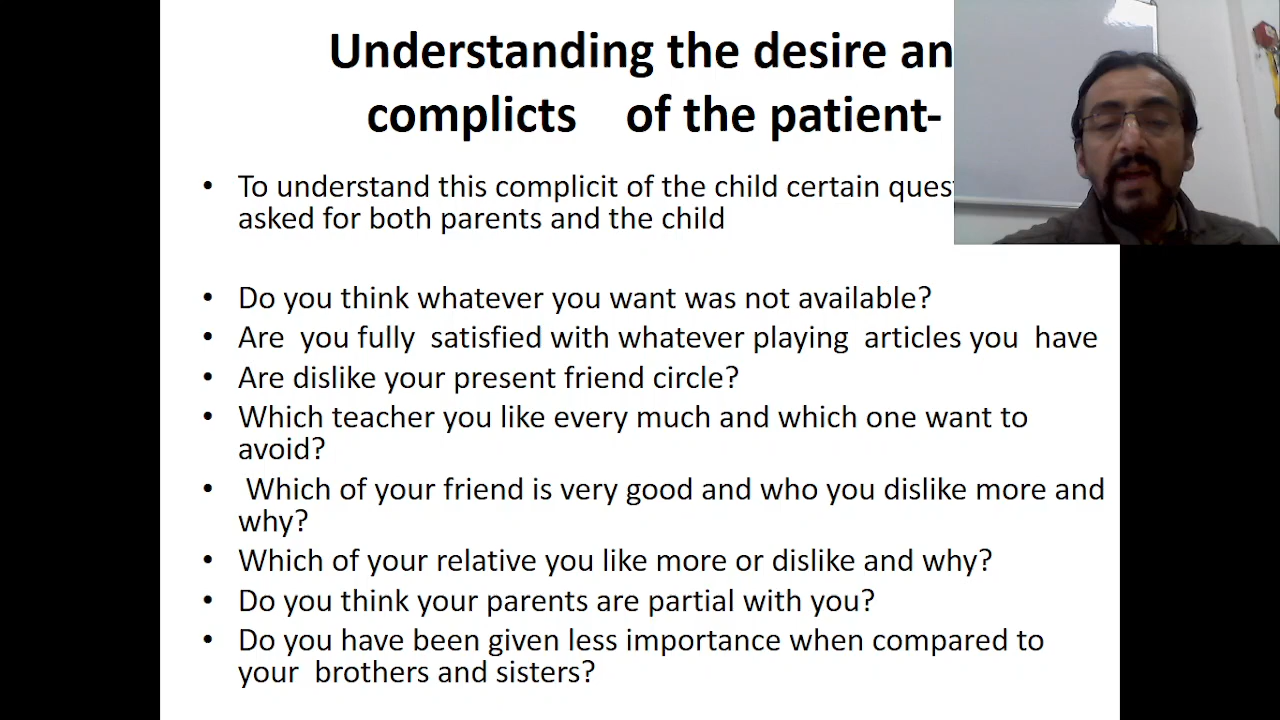 Understanding the desire an
complicts of the patient-
• To understand this complicit of the child certain ques
asked for both parents and the child
• Do you think whatever you want was not available?
• Are you fully satisfied with whatever playing articles you have
• Are dislike your present friend circle?
• Which teacher you like every much and which one want to
avoid?
• Which of your friend is very good and who you dislike more and
why?
• Which of your relative you like more or dislike and why?
• Do you think your parents are partial with you?
• Do you have been given less importance when compared to
your brothers and sisters?